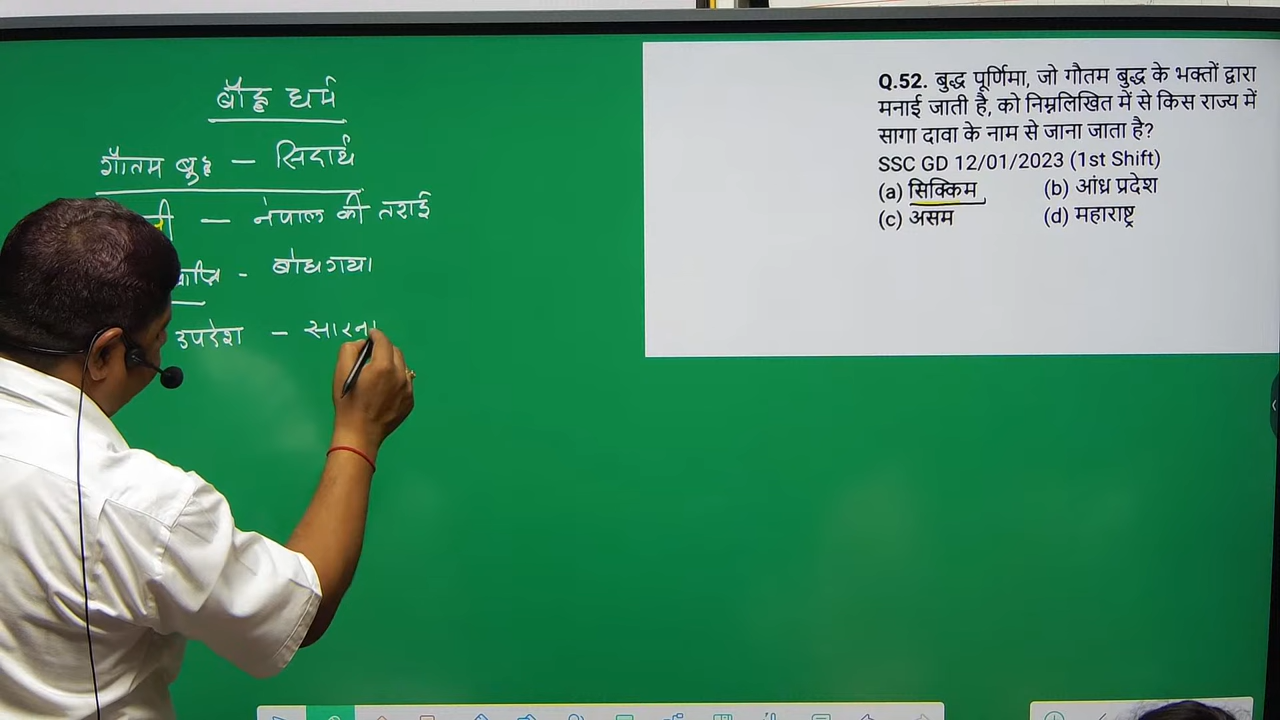 बौद्ध धर्म
गौतम बुद्ध – सिदार्थ
– नेपाल की तराई
- बोधगया
उपदेश – सारना
Q.52. बुद्ध पूर्णिमा, जो गौतम बुद्ध के भक्तों द्वारा
मनाई जाती है, को निम्नलिखित में से किस राज्य में
सागा दावा के नाम से जाना जाता है?
SSC GD 12/01/2023 (1st Shift)
(a) सिक्किम (b) आंध्र प्रदेश
(c) असम (d) महाराष्ट्र